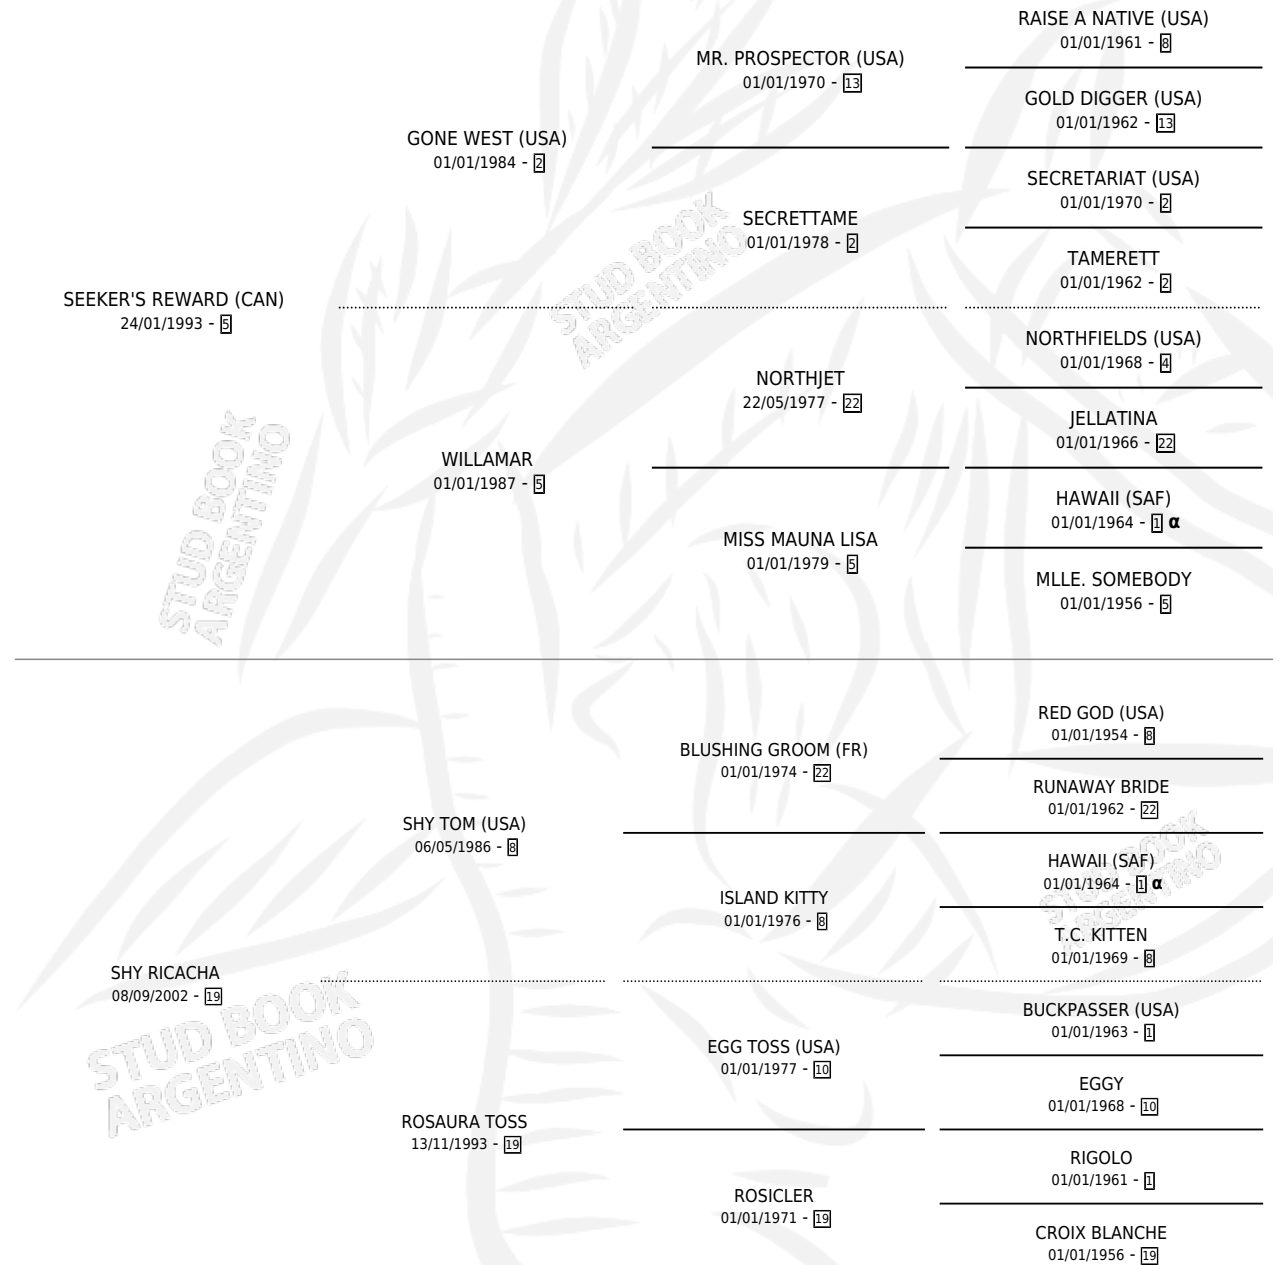 RAISE A NATIVE (USA)
01/01/1961 - 8
MR. PROSPECTOR (USA)
01/01/1970 - 13
GOLD DIGGER (USA)
01/01/1962 - 13
GONE WEST (USA)
01/01/1984 - 2
SECRETARIAT (USA)
01/01/1970 - 2
SECRETTAME
01/01/1978 - 2
TAMERETT
01/01/1962 - 2
STUD BOOK
ARGENTINO
SEEKER'S REWARD (CAN)
24/01/1993 - 5
NORTHFIELDS (USA)
01/01/1968 - 4
NORTHJET
22/05/1977 - 22
JELLATINA
01/01/1966 - 22
WILLAMAR
01/01/1987 - 5
HAWAII (SAF)
01/01/1964 - 1 α
MISS MAUNA LISA
01/01/1979 - 5
MLLE. SOMEBODY
01/01/1956 - 5
STUD BOOK
ARGENTINO
RED GOD (USA)
01/01/1954 - 8
BLUSHING GROOM (FR)
01/01/1974 - 22
RUNAWAY BRIDE
01/01/1962 - 22
SHY TOM (USA)
06/05/1986 - 8
HAWAII (SAF)
01/01/1964 - 1 α
ISLAND KITTY
01/01/1976 - 8
T.C. KITTEN
01/01/1969 - 8
STUD BOOK
ARGENTINO
SHY RICACHA
08/09/2002 - 19
BUCKPASSER (USA)
01/01/1963 - 1
EGG TOSS (USA)
01/01/1977 - 10
EGGY
01/01/1968 - 10
ROSAURA TOSS
13/11/1993 - 19
RIGOLO
01/01/1961 - 1
ROSICLER
01/01/1971 - 19
CROIX BLANCHE
01/01/1956 - 19
STUD BOOK
ARGENTINO